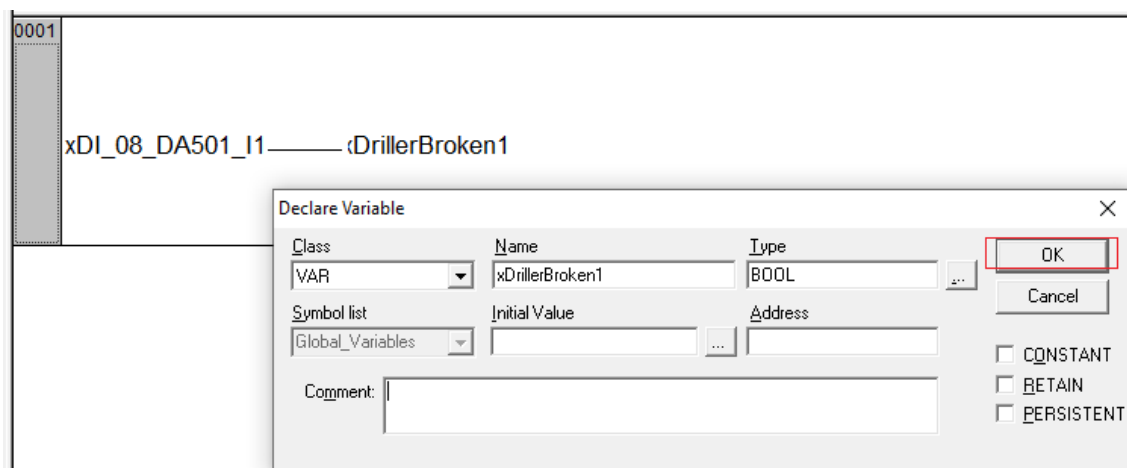 0001
xDI_08_DA501_I1 xDrillerBroken1
Declare Variable
Class Name Type
VAR xDrillerBroken1 BOOL ... OK
Cancel
Symbol list Initial Value Address
Global_Variables ...
CONSTANT
Comment: RETAIN
PERSISTENT